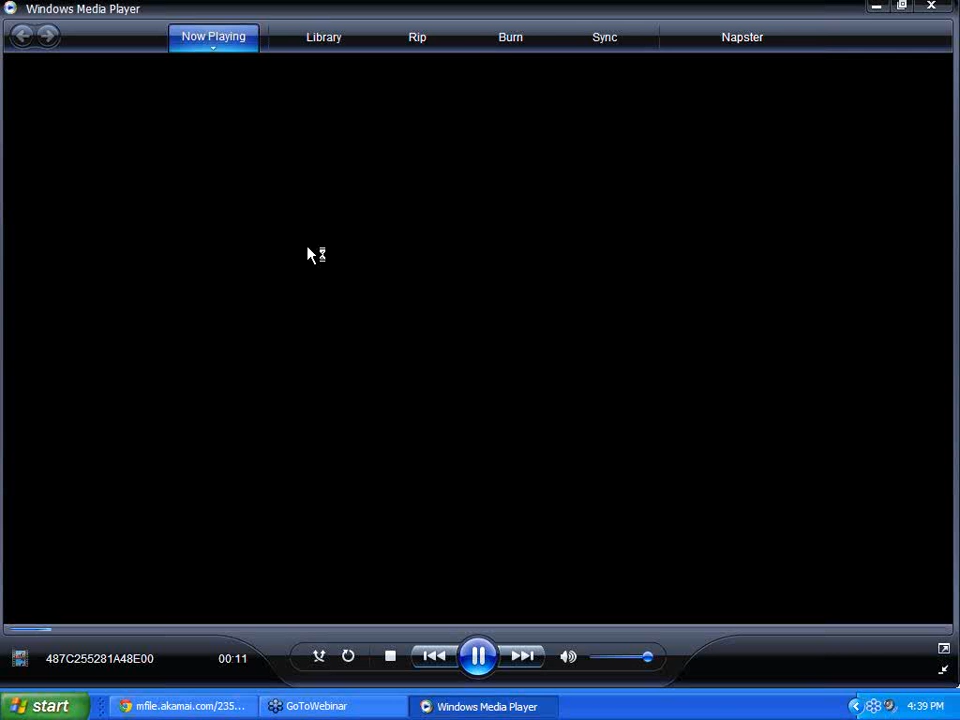 Windows Media Player
Now Playing Library Rip Burn Sync Napster
487C255281A48E00 00:11
start mfile.akamai.com/235... GoToWebinar Windows Media Player 4:39 PM